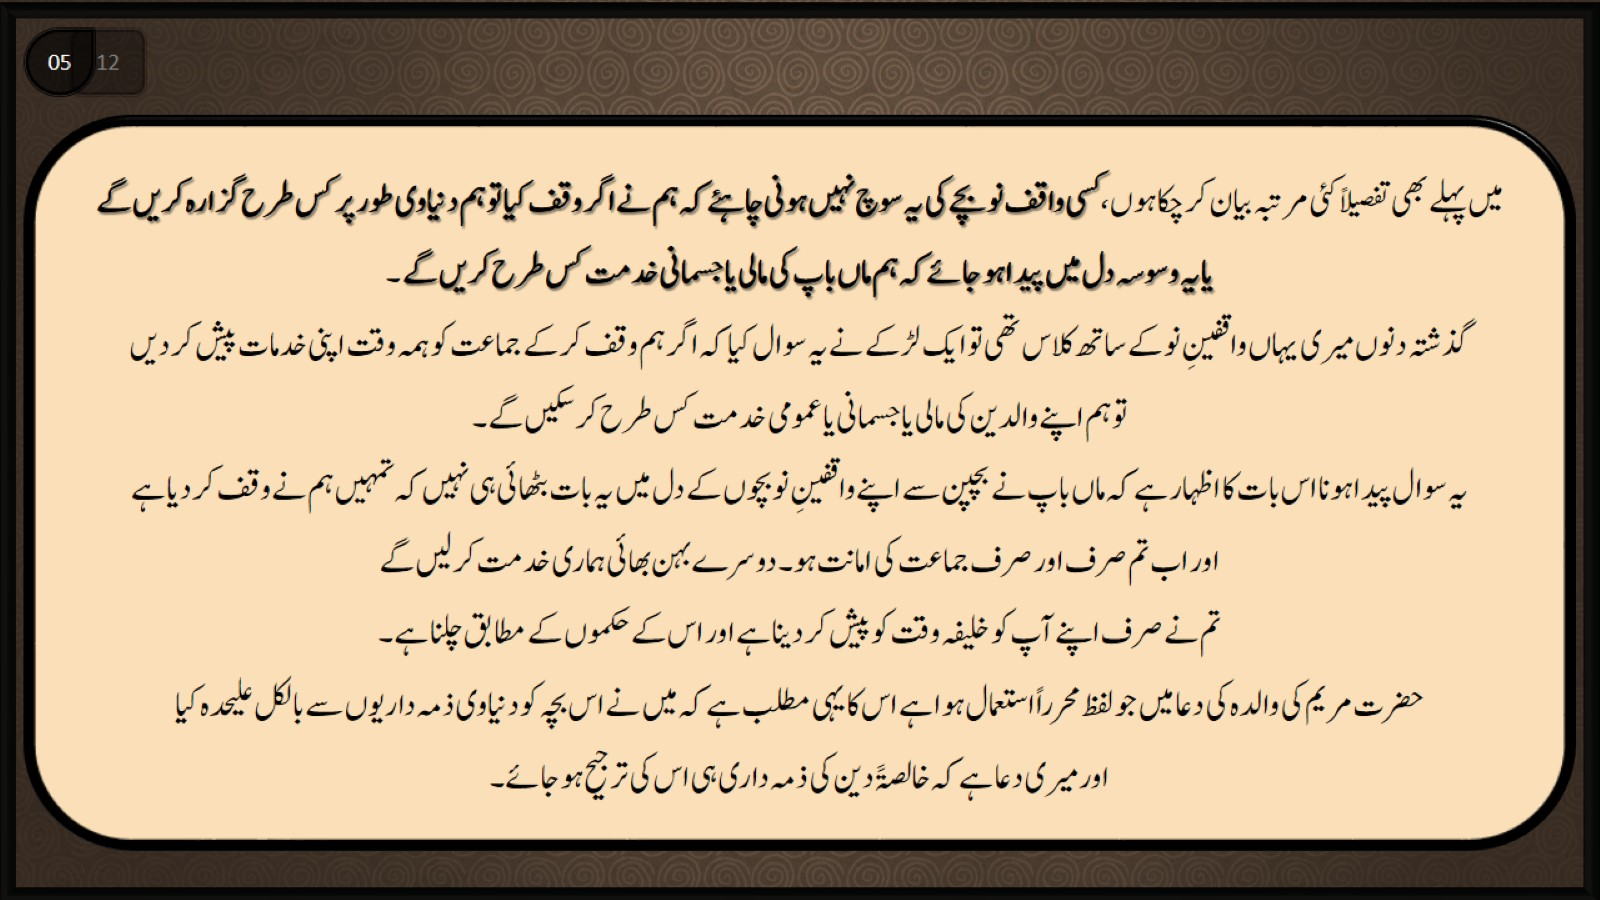 05 12
میں پہلے بھی تفصیلاً کئی مرتبہ بیان کر چکا ہوں، کسی واقف نو بچے کی یہ سوچ نہیں ہونی چاہئے کہ ہم نے اگر وقف کیا تو ہم دنیاوی طور پر کس طرح گزارہ کریں گے
یا یہ وسوسہ دل میں پیدا ہو جائے کہ ہم ماں باپ کی مالی یا جسمانی خدمت کس طرح کریں گے۔
گذشتہ دنوں میری یہاں واقفینِ نو کے ساتھ کلاس تھی تو ایک لڑکے نے یہ سوال کیا کہ اگر ہم وقف کر کے جماعت کو ہمہ وقت اپنی خدمات پیش کر دیں
تو ہم اپنے والدین کی مالی یا جسمانی یا عمومی خدمت کس طرح کر سکیں گے۔
یہ سوال پیدا ہونا اس بات کا اظہار ہے کہ ماں باپ نے بچپن سے اپنے واقفینِ نو بچوں کے دل میں یہ بات بٹھائی ہی نہیں کہ تمہیں ہم نے وقف کر دیا ہے
اور اب تم صرف اور صرف جماعت کی امانت ہو۔ دوسرے بہن بھائی ہماری خدمت کر لیں گے
تم نے صرف اپنے آپ کو خلیفہ وقت کو پیش کر دینا ہے اور اس کے حکموں کے مطابق چلنا ہے۔
حضرت مریم کی والدہ کی دعا میں جو لفظ محرراً استعمال ہوا ہے اس کا یہی مطلب ہے کہ میں نے اس بچہ کو دنیاوی ذمہ داریوں سے بالکل علیحدہ کیا
اور میری دعا ہے کہ خالصۃً دین کی ذمہ داری ہی اس کی ترجیح ہو جائے۔